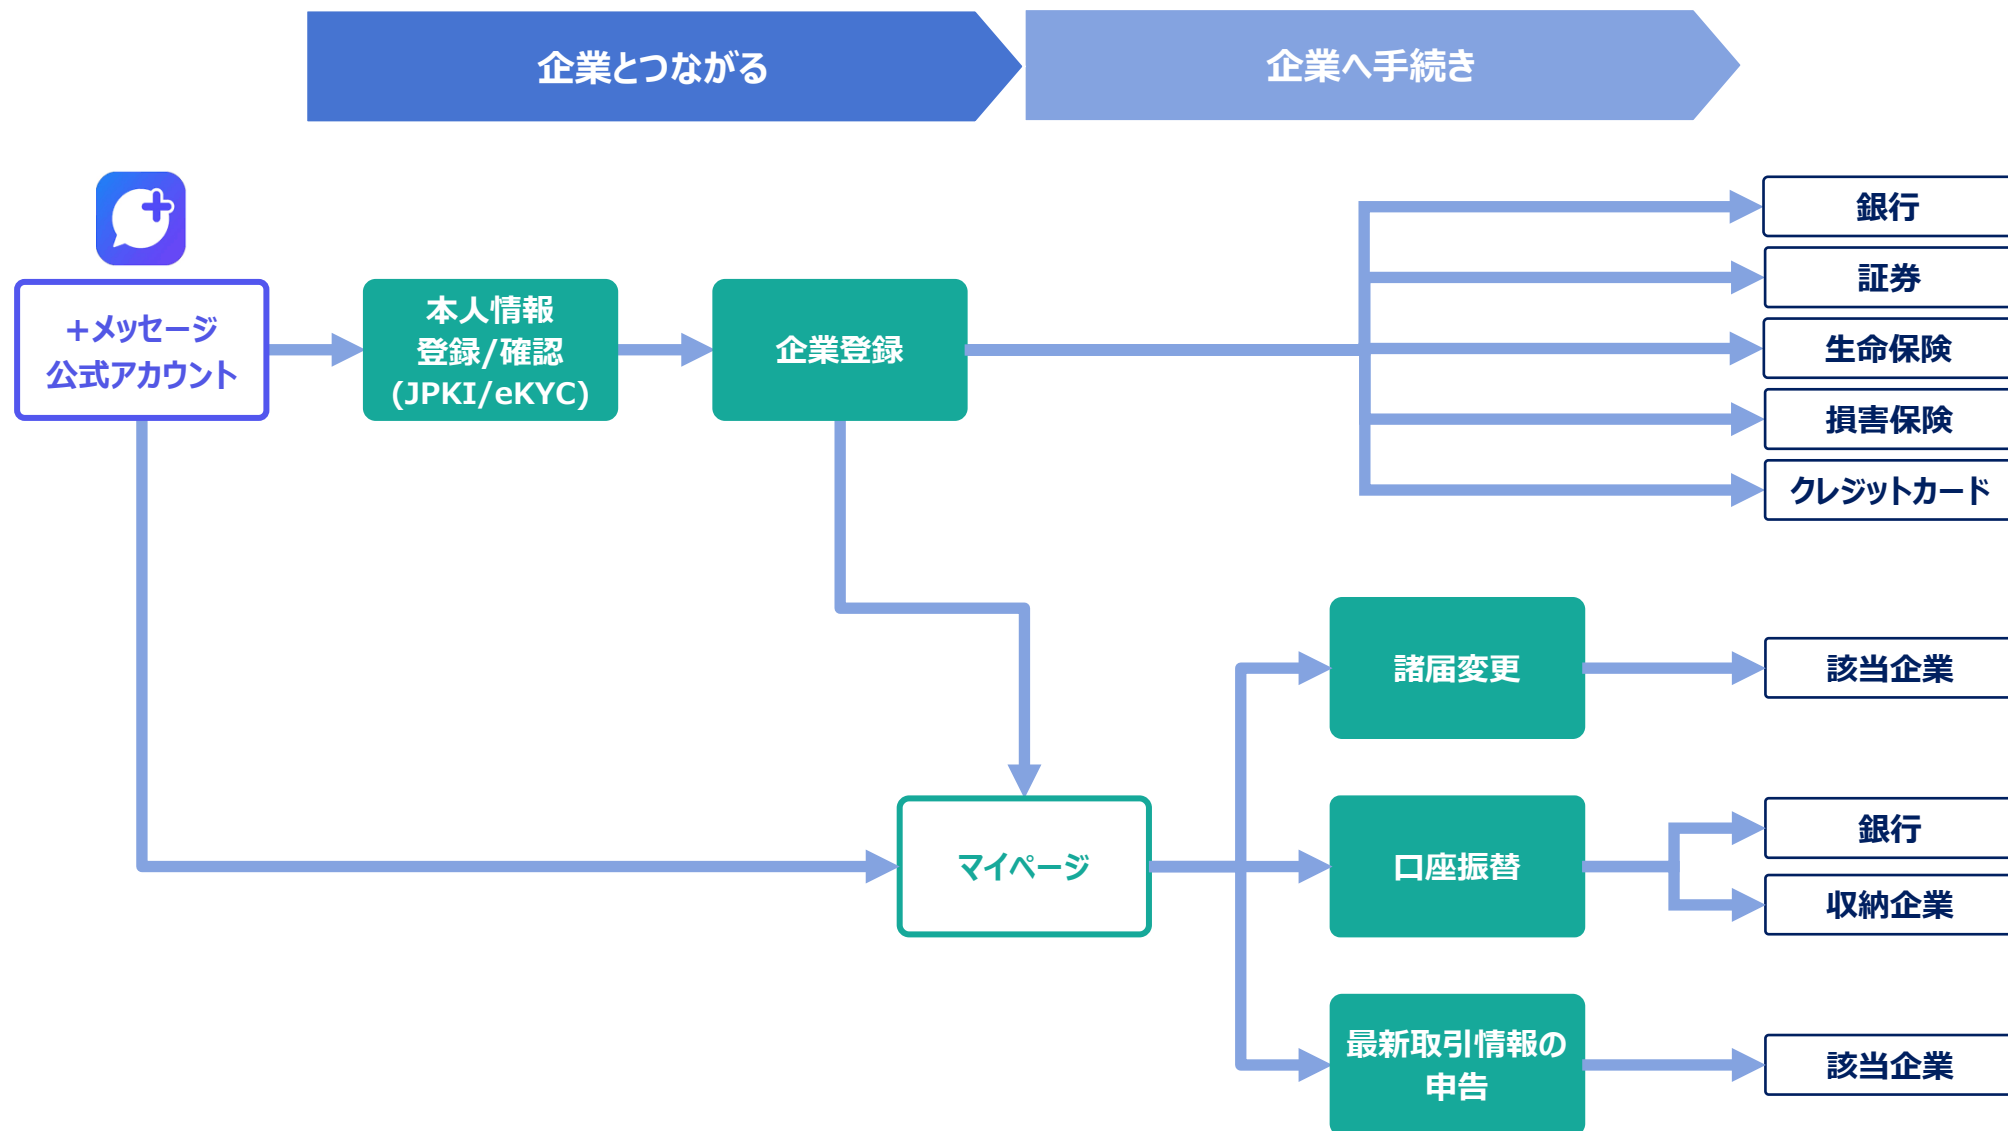 企業とつながる
企業へ手続き
+メッセージ
公式アカウント
本人情報
登録/確認
(JPKI/eKYC)
企業登録
銀行
証券
生命保険
損害保険
クレジットカード
マイページ
諸届変更
該当企業
口座振替
銀行
収納企業
最新取引情報の
申告
該当企業